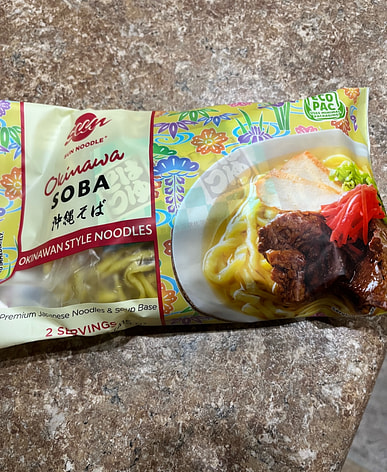 SUN NOODLE
Okinawa
SOBA
沖縄そば
OKINAWAN STYLE NOODLES
Premium Japanese Noodles & Soup Base
2 SERVINGS
ECO
PAC